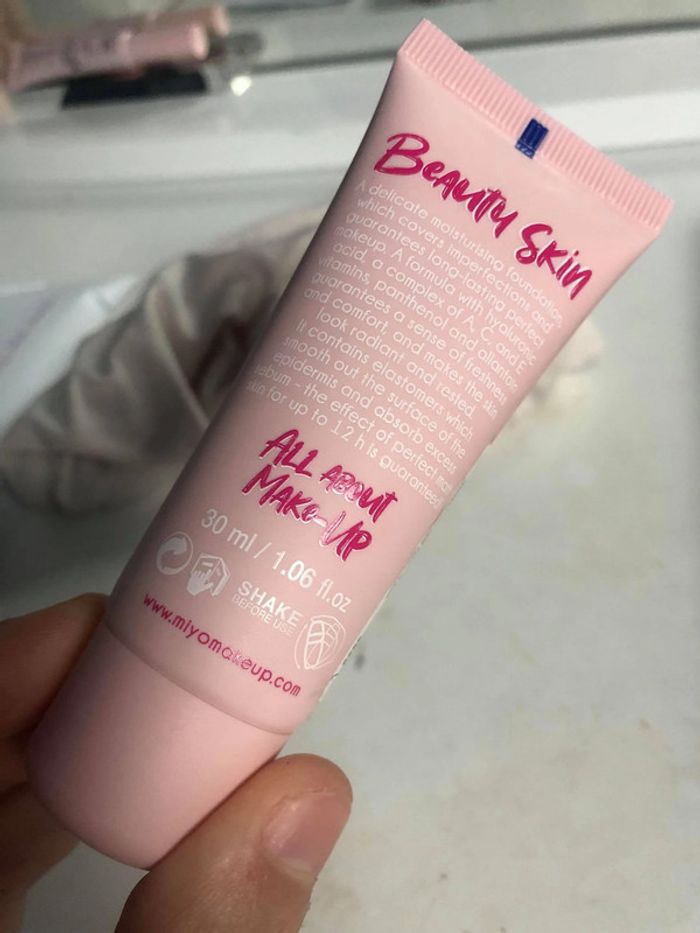 Beauty Skin
A delicate moisturising foundation
which covers imperfections and
guarantees long-lasting perfect
makeup. A formula with hyaluronic
acid, a complex of A, C and E
vitamins, panthenol and allantoin
guarantees a sense of freshness
and comfort, and makes the skin
look radiant and rested.
It contains elastomers which
smooth out the surface of the
epidermis and absorb excess
sebum – the effect of perfect matt
skin for up to 12 h is guaranteed
All about
Make-Up
30 ml / 1.06 fl.oz
SHAKE
BEFORE USE
www.miyomakeup.com